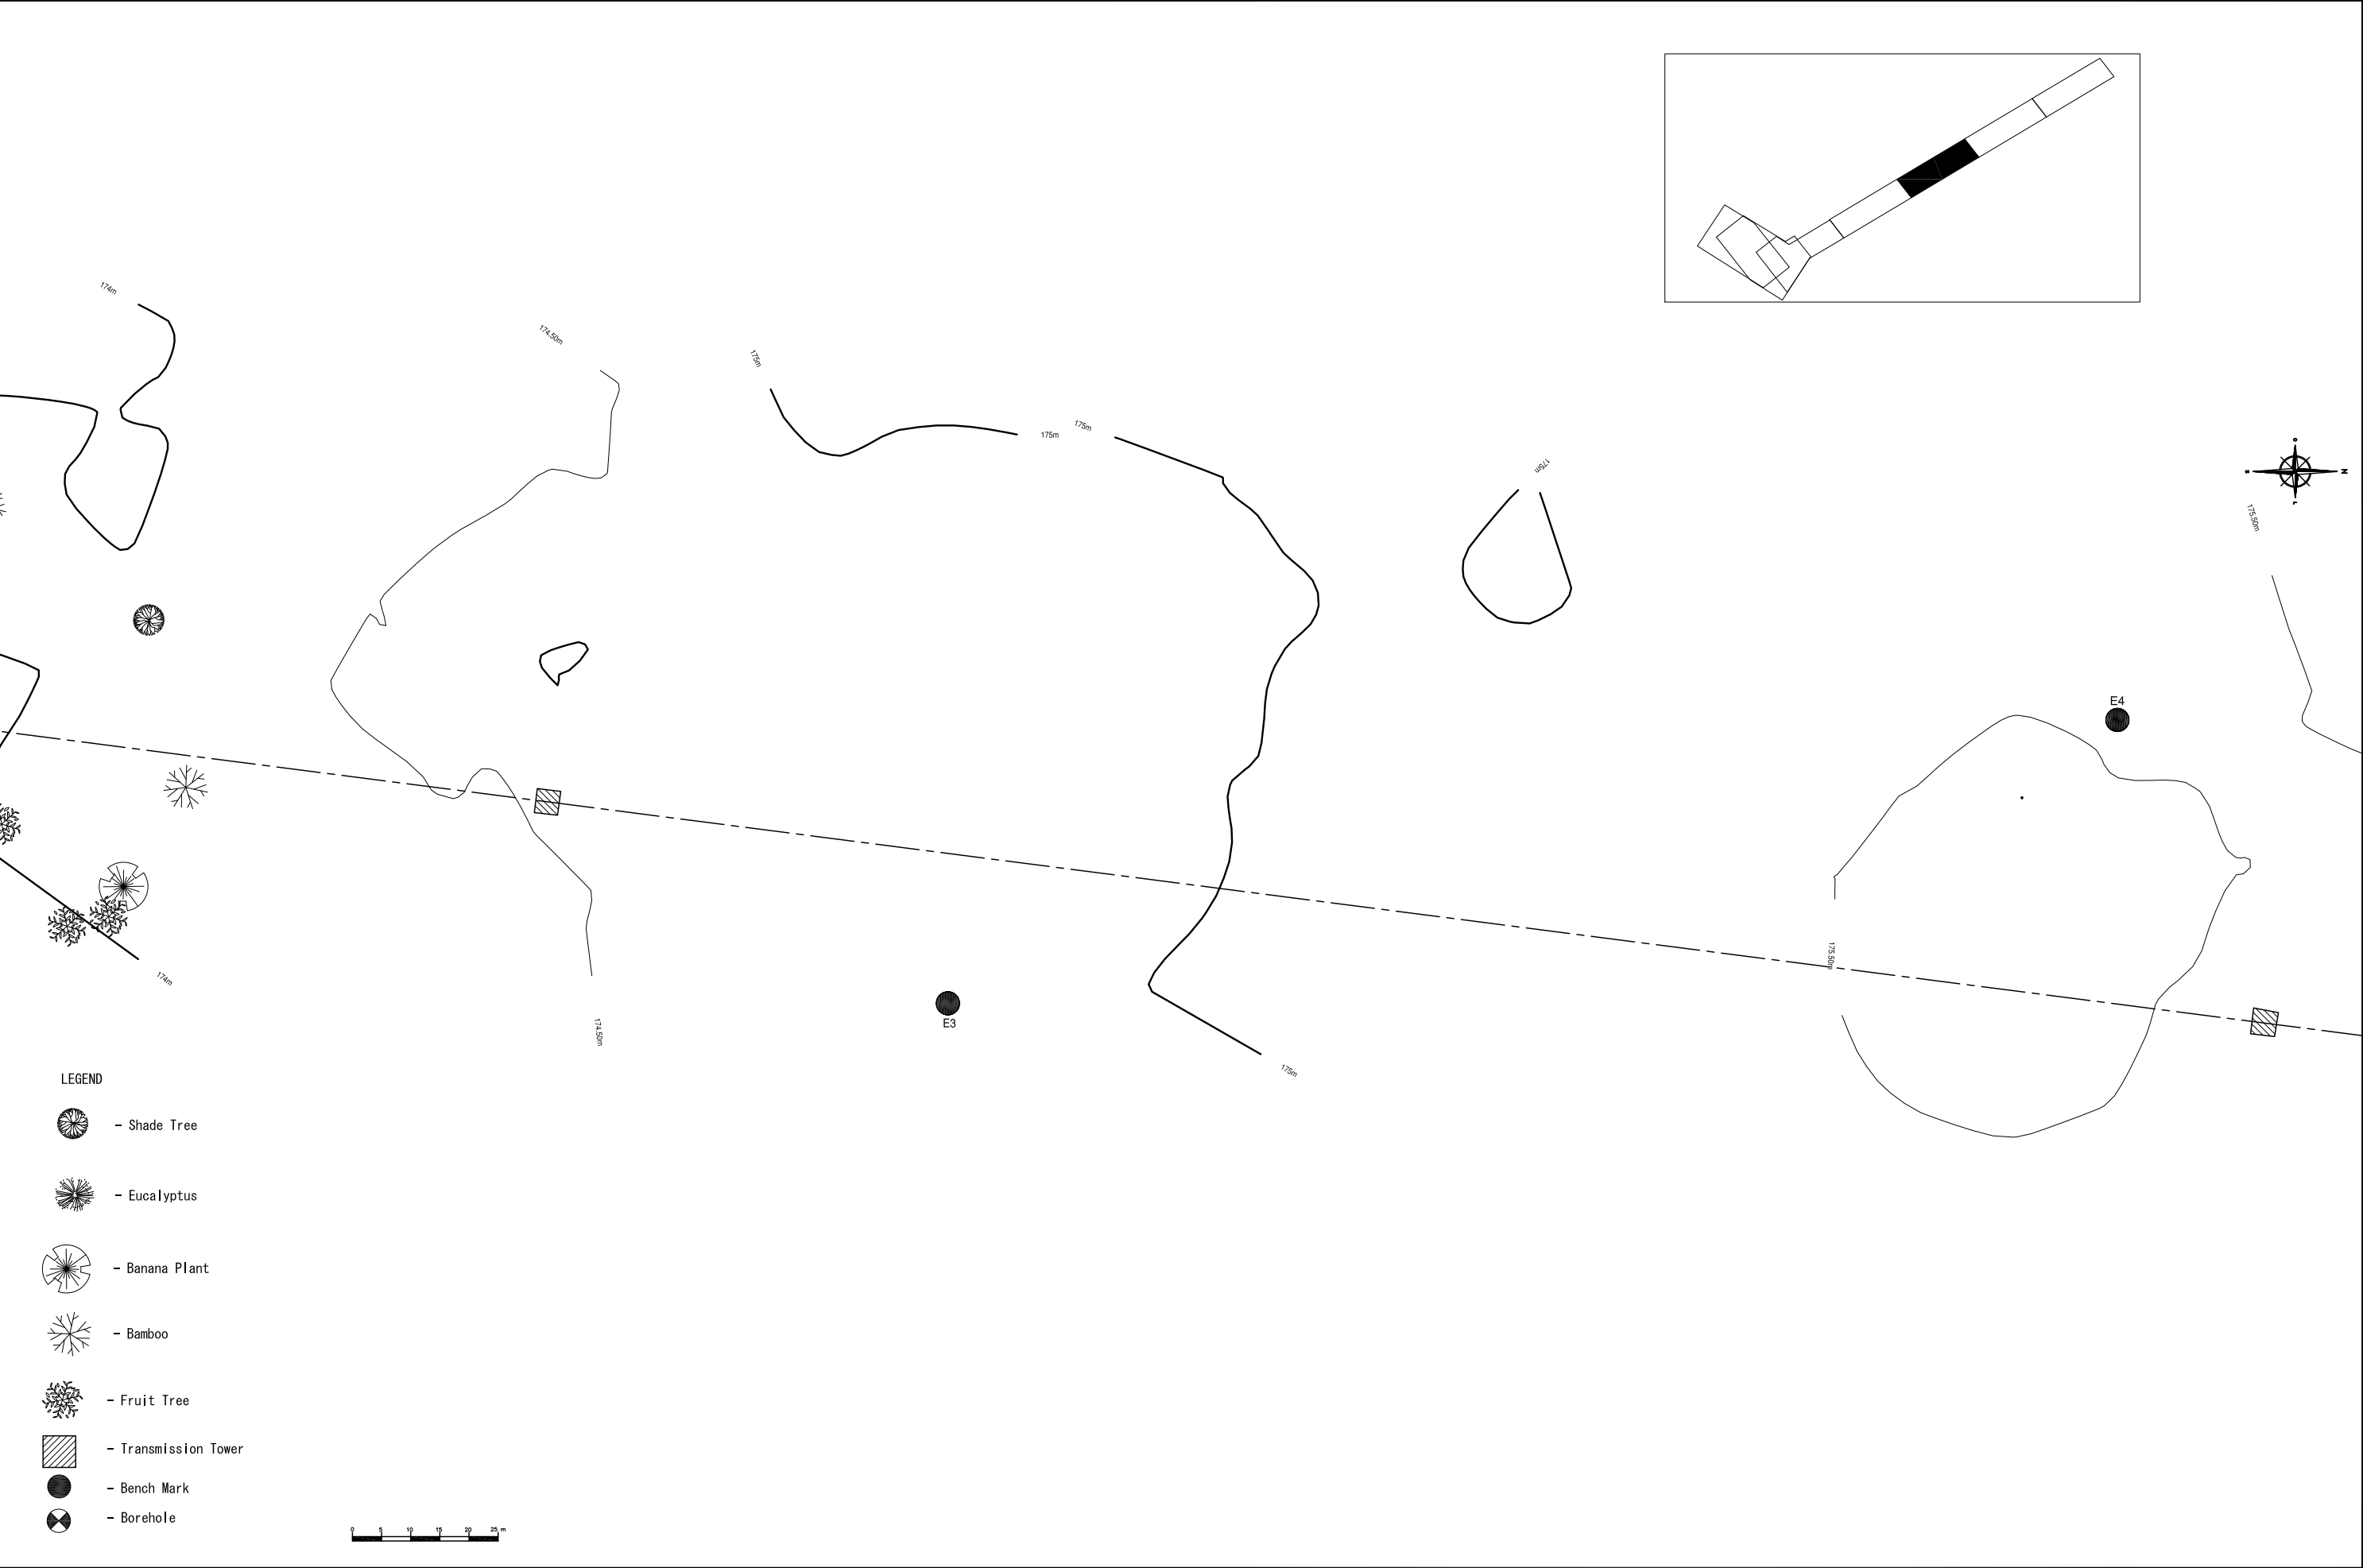 174m
174.50m
175m
175m
175m
175m
N
175.50m
E4
175.50m
174m
E3
174.50m
175m
LEGEND
- Shade Tree
- Eucalyptus
- Banana Plant
- Bamboo
- Fruit Tree
- Transmission Tower
- Bench Mark
- Borehole
0 5 10 15 20 25 m